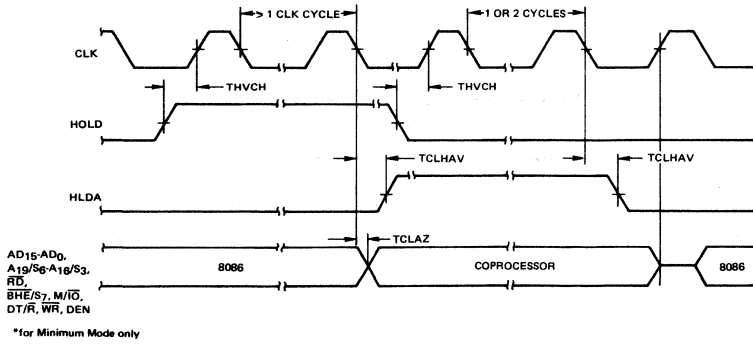 > 1 CLK CYCLE
1 OR 2 CYCLES
CLK
THVCH
THVCH
HOLD
TCLHAV
TCLHAV
HLDA
TCLAZ
AD15-AD0,
A19/S6-A16/S3,
RD,
BHE/S7, M/IO,
DT/R, WR, DEN
8086
COPROCESSOR
8086
*for Minimum Mode only